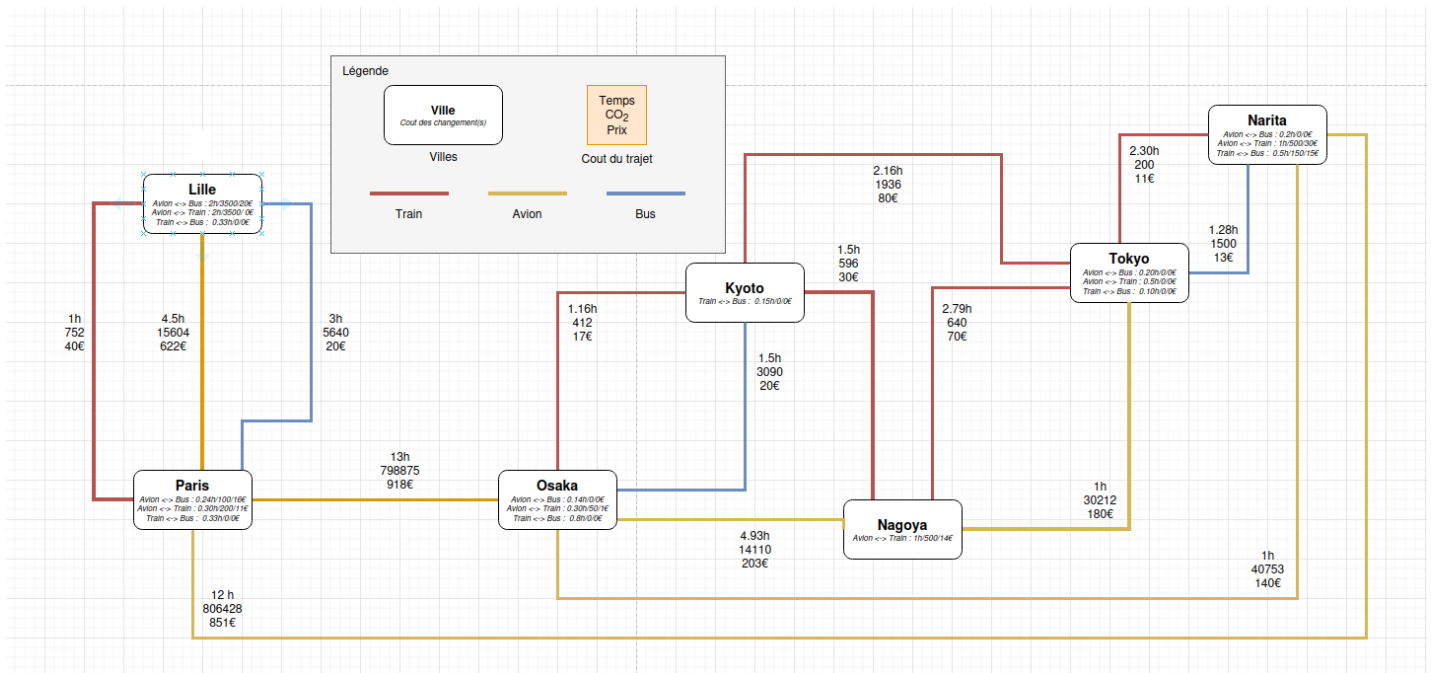 Légende
Ville
Cout des changement(s)
Villes
Temps
CO2
Prix
Cout du trajet
Train
Avion
Bus
Lille
Avion <-> Bus : 2h/3500/20€
Avion <-> Train : 2h/3500/ 0€
Train <-> Bus : 0.33h/0/0€
1h
752
40€
4.5h
15604
622€
3h
5640
20€
Paris
Avion <-> Bus : 0.24h/100/16€
Avion <-> Train : 0.30h/200/11€
Train <-> Bus : 0.33h/0/0€
13h
798875
918€
12 h
806428
851€
Osaka
Avion <-> Bus : 0.14h/0/0€
Avion <-> Train : 0.30h/50/1€
Train <-> Bus : 0.8h/0/0€
1.16h
412
17€
Kyoto
Train <-> Bus : 0.15h/0/0€
1.5h
3090
20€
2.16h
1936
80€
1.5h
596
30€
4.93h
14110
203€
Nagoya
Avion <-> Train : 1h/500/14€
2.79h
640
70€
1h
30212
180€
Tokyo
Avion <-> Bus : 0.20h/0/0€
Avion <-> Train : 0.5h/0/0€
Train <-> Bus : 0.10h/0/0€
2.30h
200
11€
1.28h
1500
13€
Narita
Avion <-> Bus : 0.2h/0/0€
Avion <-> Train : 1h/500/30€
Train <-> Bus : 0.5h/150/15€
1h
40753
140€